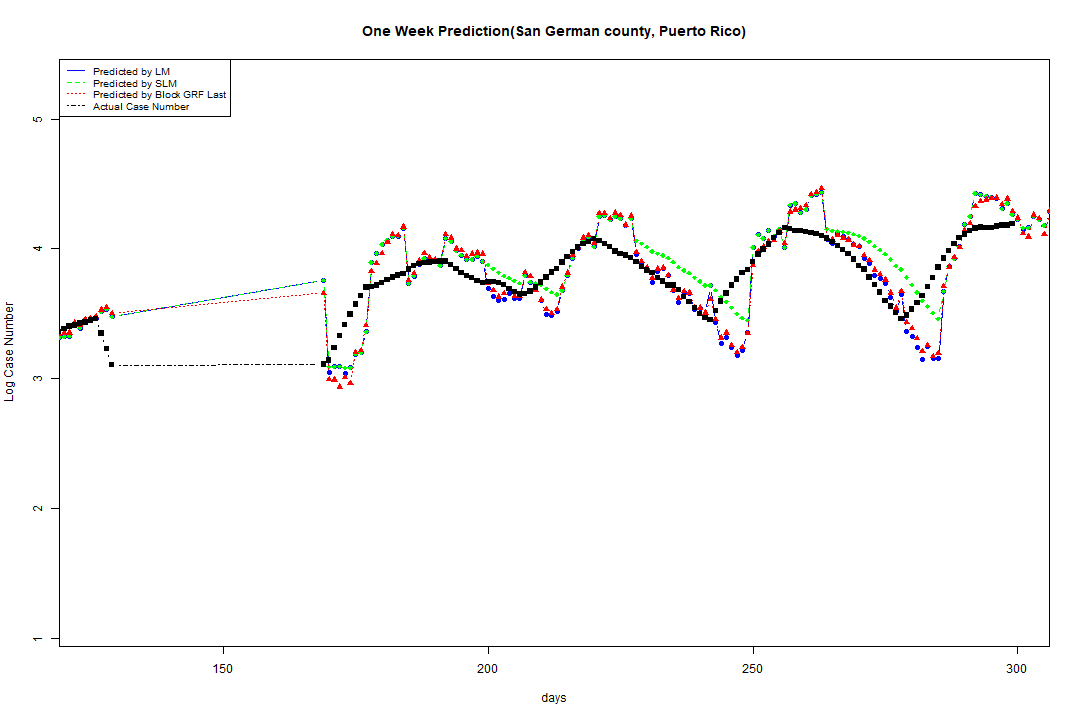 One Week Prediction(San German county, Puerto Rico)
Predicted by LM
Predicted by SLM
Predicted by Block GRF Last
Actual Case Number
5
4
3
2
1
Log Case Number
150 200 250 300
days